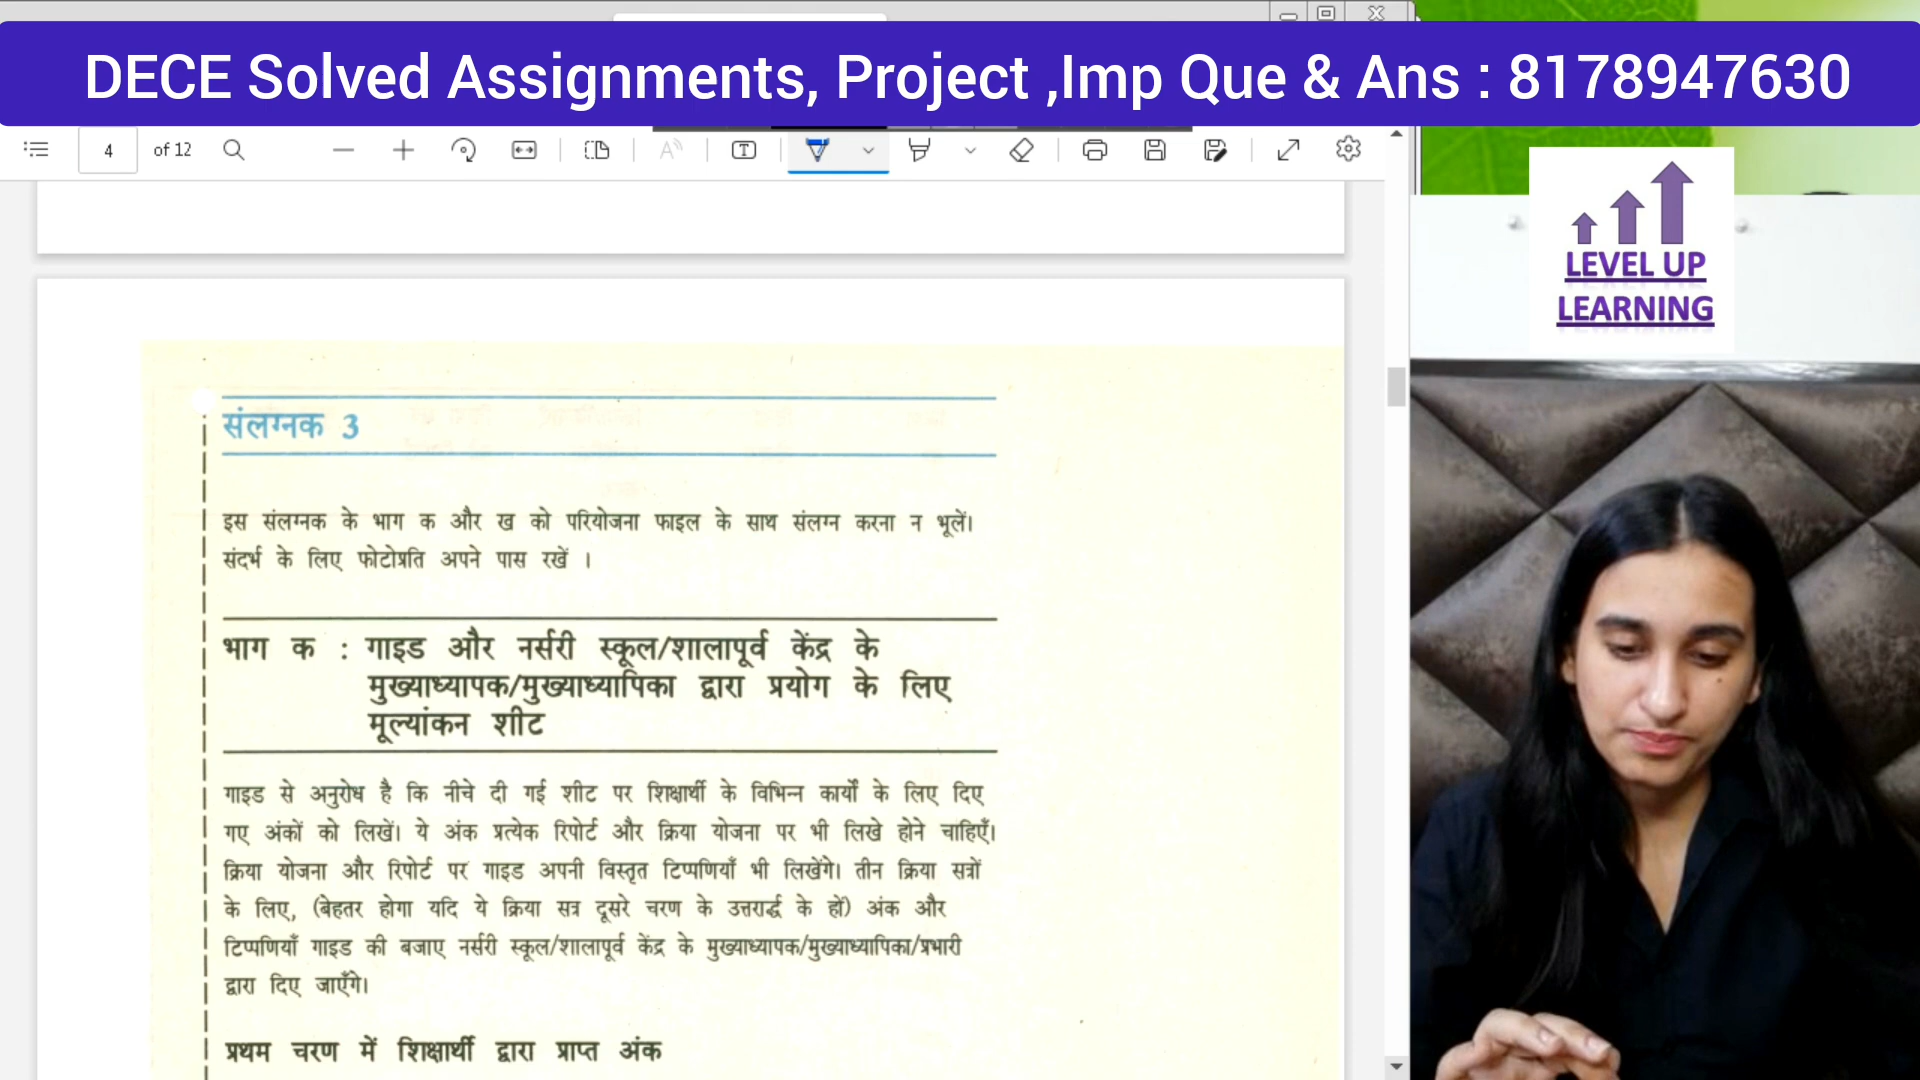 DECE Solved Assignments, Project ,Imp Que & Ans : 8178947630
4 of 12
LEVEL UP
LEARNING
संलग्नक 3
इस संलग्नक के भाग क और ख को परियोजना फाइल के साथ संलग्न करना न भूलें।
संदर्भ के लिए फोटोप्रति अपने पास रखें ।
भाग क : गाइड और नर्सरी स्कूल/शालापूर्व केंद्र के
मुख्याध्यापक/मुख्याध्यापिका द्वारा प्रयोग के लिए
मूल्यांकन शीट
गाइड से अनुरोध है कि नीचे दी गई शीट पर शिक्षार्थी के विभिन्न कार्यों के लिए दिए
गए अंकों को लिखें। ये अंक प्रत्येक रिपोर्ट और क्रिया योजना पर भी लिखे होने चाहिएँ।
क्रिया योजना और रिपोर्ट पर गाइड अपनी विस्तृत टिप्पणियाँ भी लिखेंगे। तीन क्रिया सत्रों
के लिए, (बेहतर होगा यदि ये क्रिया सत्र दूसरे चरण के उत्तरार्द्ध के हों) अंक और
टिप्पणियाँ गाइड की बजाए नर्सरी स्कूल/शालापूर्व केंद्र के मुख्याध्यापक/मुख्याध्यापिका/प्रभारी
द्वारा दिए जाएँगे।
प्रथम चरण में शिक्षार्थी द्वारा प्राप्त अंक